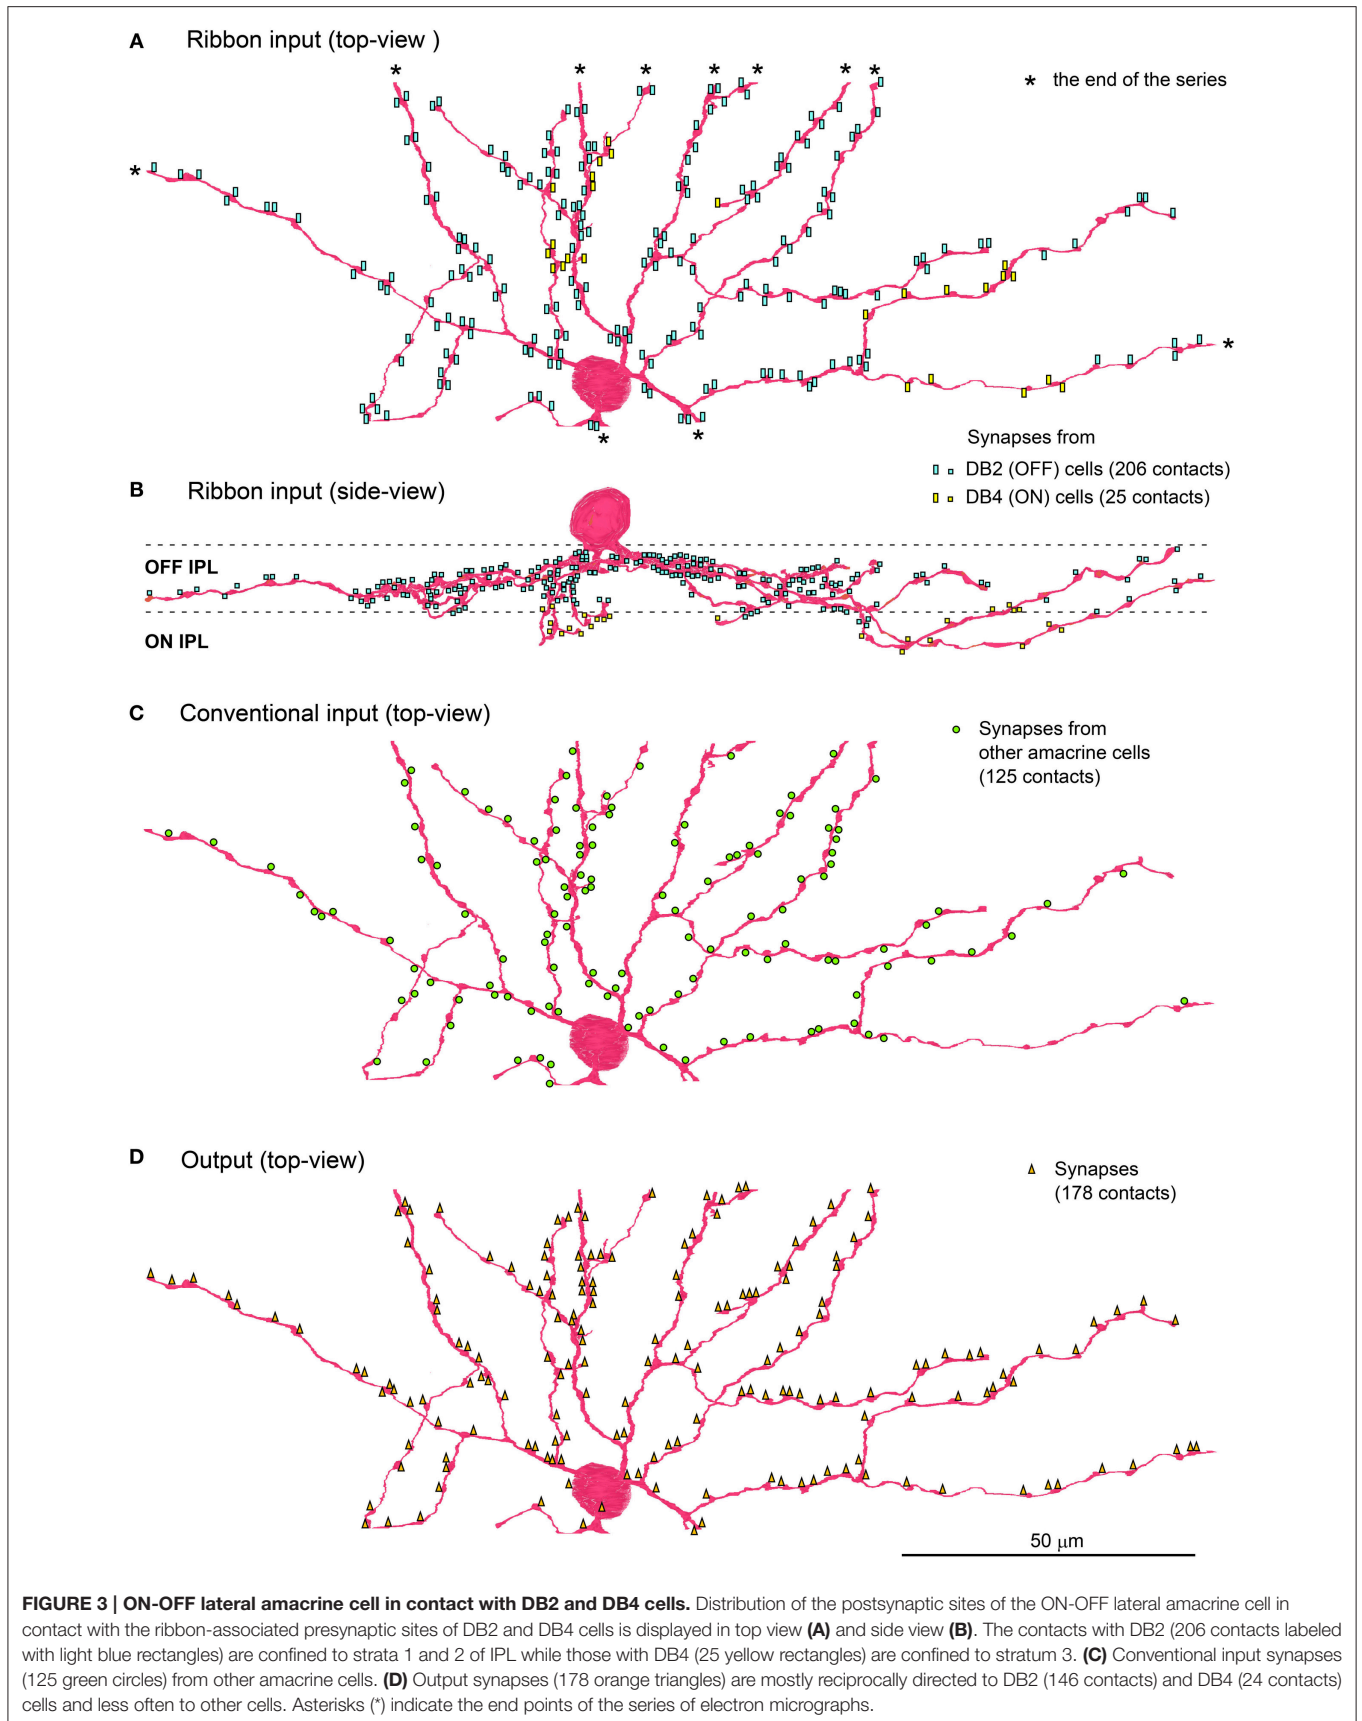 A Ribbon input (top-view )
* * * * * * *
* the end of the series
*
*
* *
Synapses from
DB2 (OFF) cells (206 contacts)
DB4 (ON) cells (25 contacts)
B Ribbon input (side-view)
OFF IPL
ON IPL
C Conventional input (top-view)
Synapses from
other amacrine cells
(125 contacts)
D Output (top-view)
Synapses
(178 contacts)
50 μm
FIGURE 3 | ON-OFF lateral amacrine cell in contact with DB2 and DB4 cells. Distribution of the postsynaptic sites of the ON-OFF lateral amacrine cell in
contact with the ribbon-associated presynaptic sites of DB2 and DB4 cells is displayed in top view (A) and side view (B). The contacts with DB2 (206 contacts labeled
with light blue rectangles) are confined to strata 1 and 2 of IPL while those with DB4 (25 yellow rectangles) are confined to stratum 3. (C) Conventional input synapses
(125 green circles) from other amacrine cells. (D) Output synapses (178 orange triangles) are mostly reciprocally directed to DB2 (146 contacts) and DB4 (24 contacts)
cells and less often to other cells. Asterisks (*) indicate the end points of the series of electron micrographs.